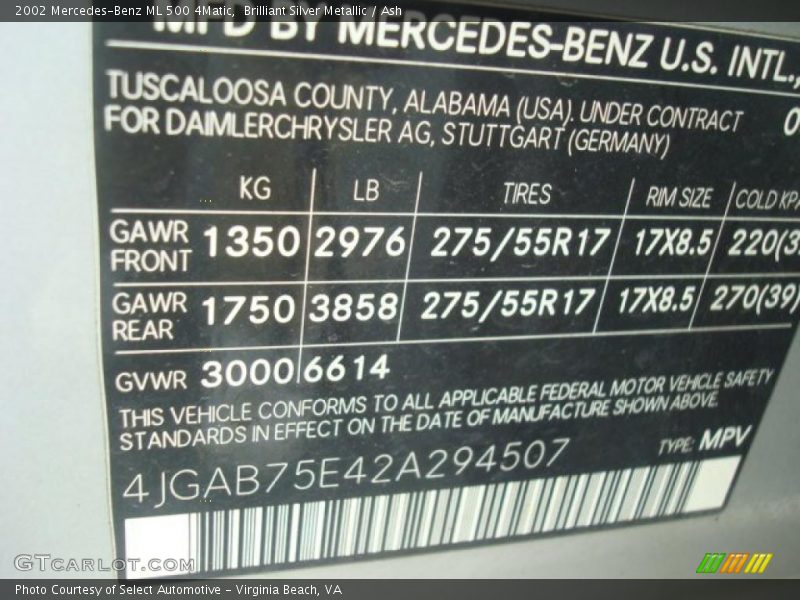 2002 Mercedes-Benz ML 500 4Matic, Brilliant Silver Metallic / Ash
MFD BY MERCEDES-BENZ U.S. INTL.,
TUSCALOOSA COUNTY, ALABAMA (USA). UNDER CONTRACT
FOR DAIMLERCHRYSLER AG, STUTTGART (GERMANY)
KG LB TIRES RIM SIZE COLD
GAWR FRONT 1350 2976 275/55R17 17X8.5 220
GAWR REAR 1750 3858 275/55R17 17X8.5 270(39)
GVWR 3000 6614
THIS VEHICLE CONFORMS TO ALL APPLICABLE FEDERAL MOTOR VEHICLE SAFETY
STANDARDS IN EFFECT ON THE DATE OF MANUFACTURE SHOWN ABOVE.
4JGAB75E42A294507 TYPE: MPV
GTcarlot.com
Photo Courtesy of Select Automotive - Virginia Beach, VA